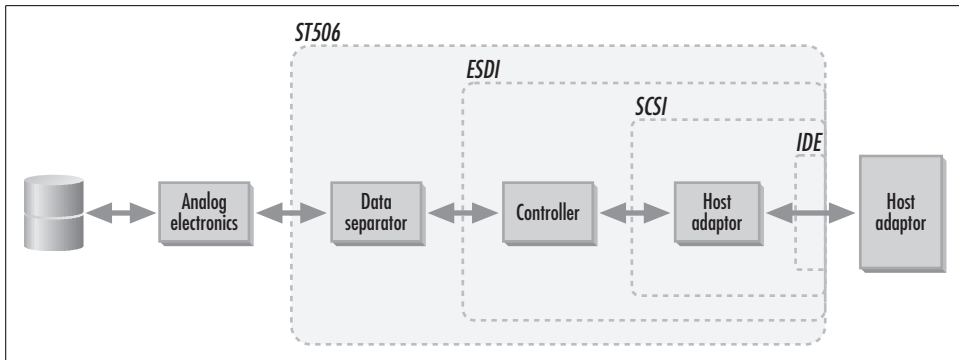 ST506
ESDI
SCSI
IDE
Analog
electronics
Data
separator
Controller
Host
adaptor
Host
adaptor